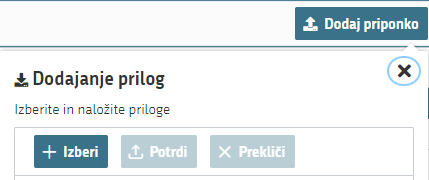 Dodaj priponko
Dodajanje prilog
Izberite in naložite priloge
Izberi Potrdi Prekliči